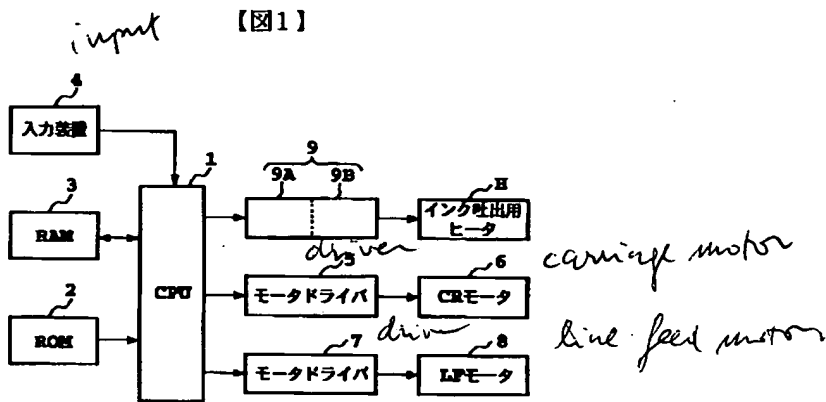 【図1】
input
4
入力装置
1
9
9A 9B
H
インク吐出用
ヒータ
3
RAM
CPU
driver
5
モータドライバ
6
CRモータ
carriage motor
2
ROM
driver
7
モータドライバ
8
LFモータ
line feed motor